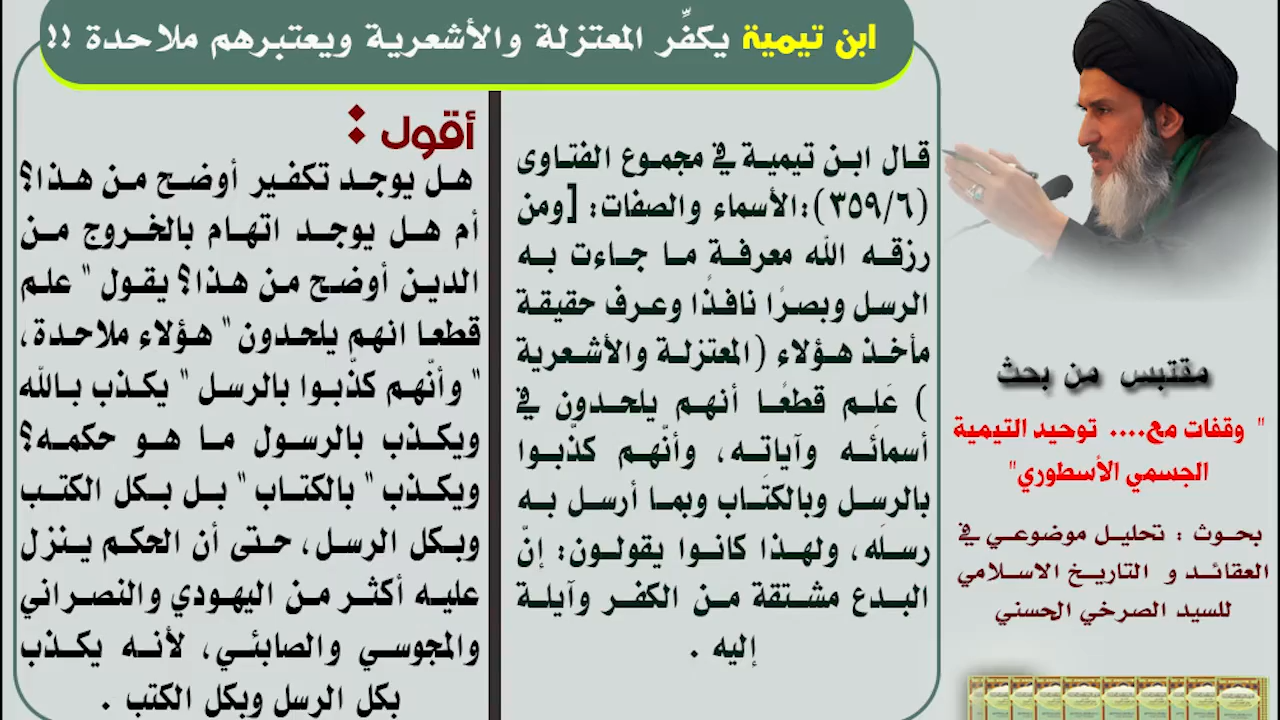 ابن تيمية يكفِّر المعتزلة والأشعرية ويعتبرهم ملاحدة !!
قال ابن تيمية في مجموع الفتاوى
(٣٥٩/٦):الأسماء والصفات: [ومن
رزقه الله معرفة ما جاءت به
الرسل وبصرًا نافذًا وعرف حقيقة
مأخذ هؤلاء (المعتزلة والأشعرية
) عَلِم قطعًا أنهم يلحدون في
أسمائه وآياته، وأنّهم كذّبوا
بالرسل وبالكتاب وبما أرسل به
رسله، ولهذا كانوا يقولون: إنّ
البدع مشتقة من الكفر وآيلة
إليه .
أقول :
هل يوجد تكفير أوضح من هذا؟
أم هل يوجد اتهام بالخروج من
الدين أوضح من هذا؟ يقول " علم
قطعا انهم يلحدون" هؤلاء ملاحدة،
" وأنّهم كذّبوا بالرسل " يكذب بالله
ويكذب بالرسول ما هو حكمه؟
ويكذب " بالكتاب" بل بكل الكتب
وبكل الرسل، حتى أن الحكم ينزل
عليه أكثر من اليهودي والنصراني
والمجوسي والصابئي، لأنه يكذب
بكل الرسل وبكل الكتب .
مقتبس من بحث
" وقفات مع.... توحيد التيمية
الجسمي الأسطوري"
بحوث : تحليل موضوعي في
العقائد و التاريخ الاسلامي
للسيد الصرخي الحسني